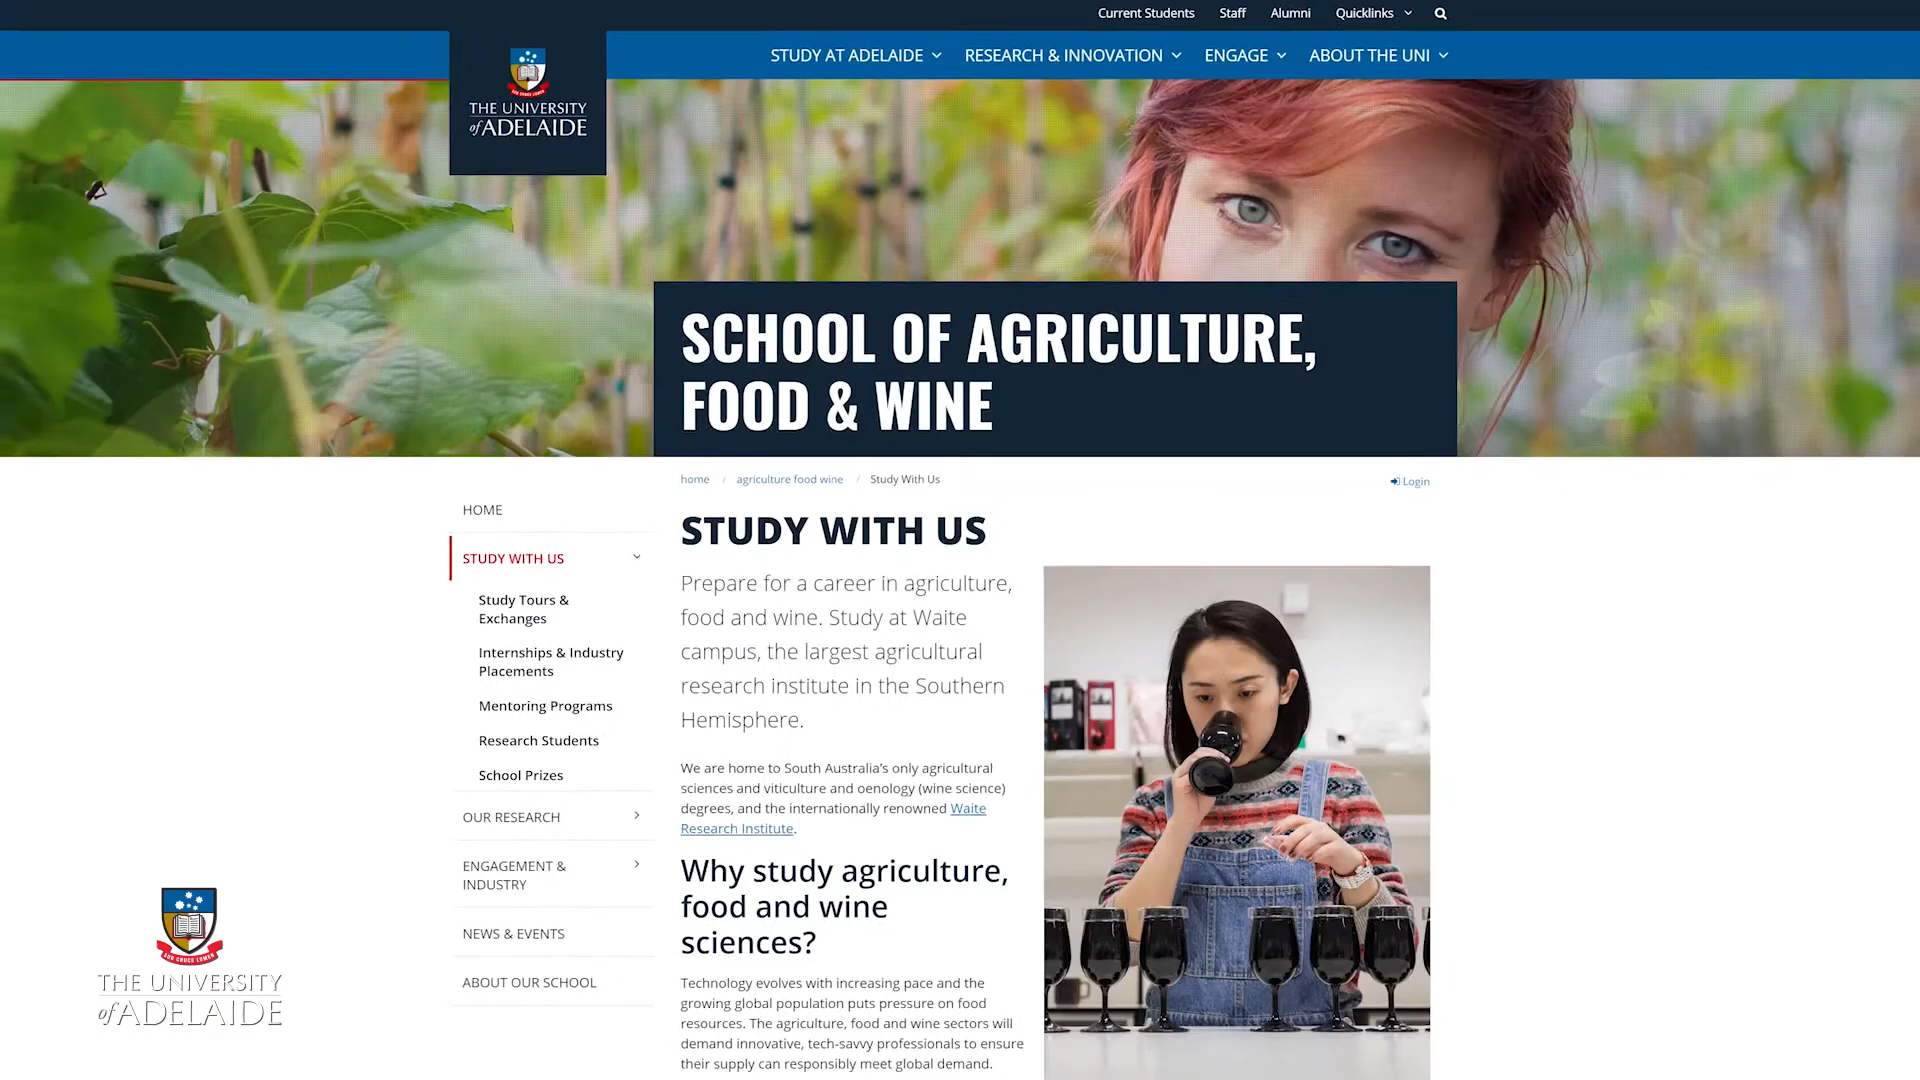 Current Students Staff Alumni Quicklinks
THE UNIVERSITY
of ADELAIDE
STUDY AT ADELAIDE RESEARCH & INNOVATION ENGAGE ABOUT THE UNI
SCHOOL OF AGRICULTURE,
FOOD & WINE
home / agriculture food wine / Study With Us
Login
HOME
STUDY WITH US
Study Tours &
Exchanges
Internships & Industry
Placements
Mentoring Programs
Research Students
School Prizes
OUR RESEARCH
ENGAGEMENT &
INDUSTRY
NEWS & EVENTS
ABOUT OUR SCHOOL
STUDY WITH US
Prepare for a career in agriculture,
food and wine. Study at Waite
campus, the largest agricultural
research institute in the Southern
Hemisphere.
We are home to South Australia's only agricultural
sciences and viticulture and oenology (wine science)
degrees, and the internationally renowned Waite
Research Institute.
Why study agriculture,
food and wine
sciences?
Technology evolves with increasing pace and the
growing global population puts pressure on food
resources. The agriculture, food and wine sectors will
demand innovative, tech-savvy professionals to ensure
their supply can responsibly meet global demand.
SUB CRUCE LUMEN
THE UNIVERSITY
of ADELAIDE